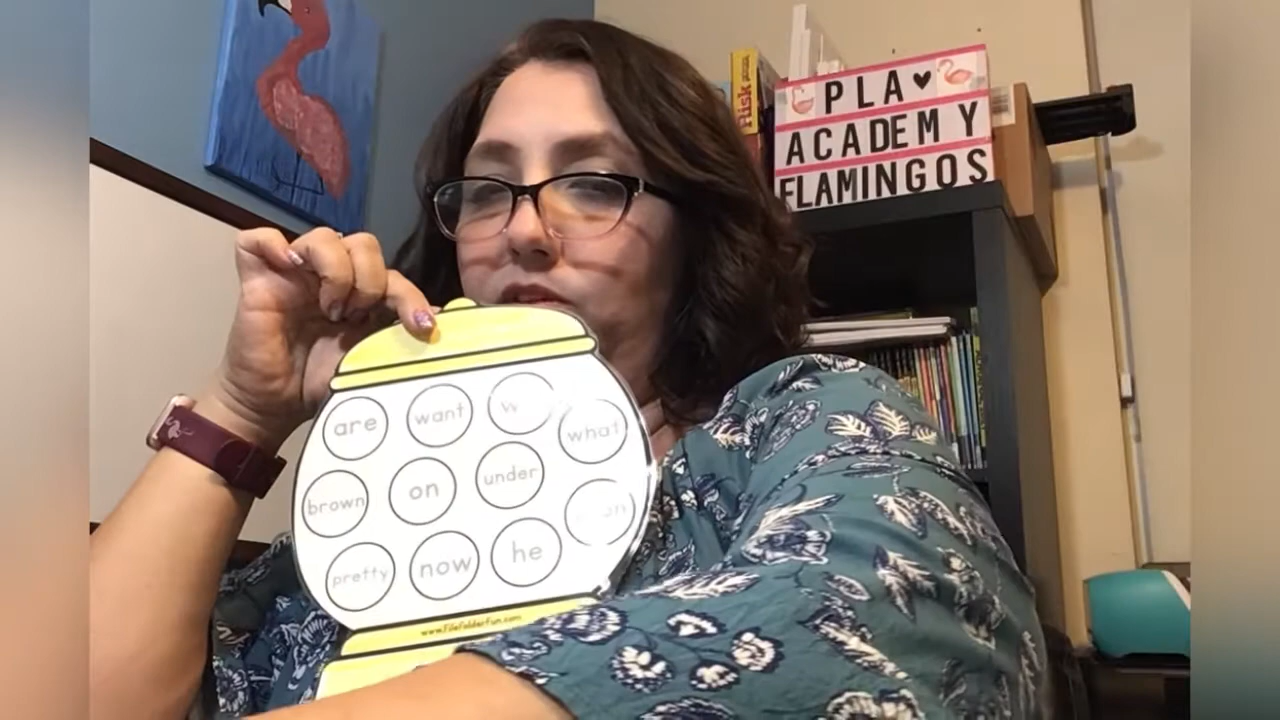 Risk
PLA
ACADEMY
FLAMINGOS
are
want
what
brown
on
under
pretty
now
he
www.FileFolderFun.com